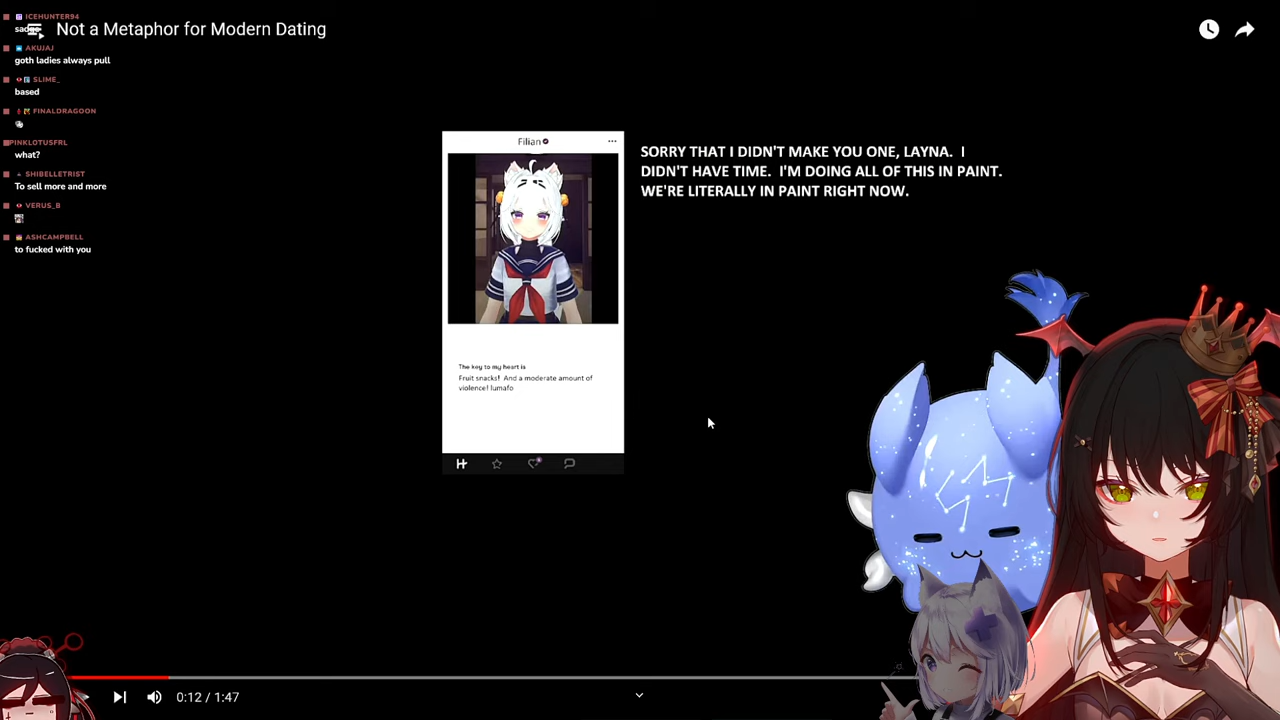 ICEHUNTER94
Not a Metaphor for Modern Dating
AKUJAJ
goth ladies always pull
SLIME_
based
FINALDRAGOON
PINKLOTUSFRL
what?
SHIBELLETRIST
To sell more and more
VERUS_B
ASHCAMPBELL
to fucked with you
Filian
SORRY THAT I DIDN'T MAKE YOU ONE, LAYNA. I
DIDN'T HAVE TIME. I'M DOING ALL OF THIS IN PAINT.
WE'RE LITERALLY IN PAINT RIGHT NOW.
The key to my heart is
Fruit snacks! And a moderate amount of
violence! lumafo
0:12 / 1:47